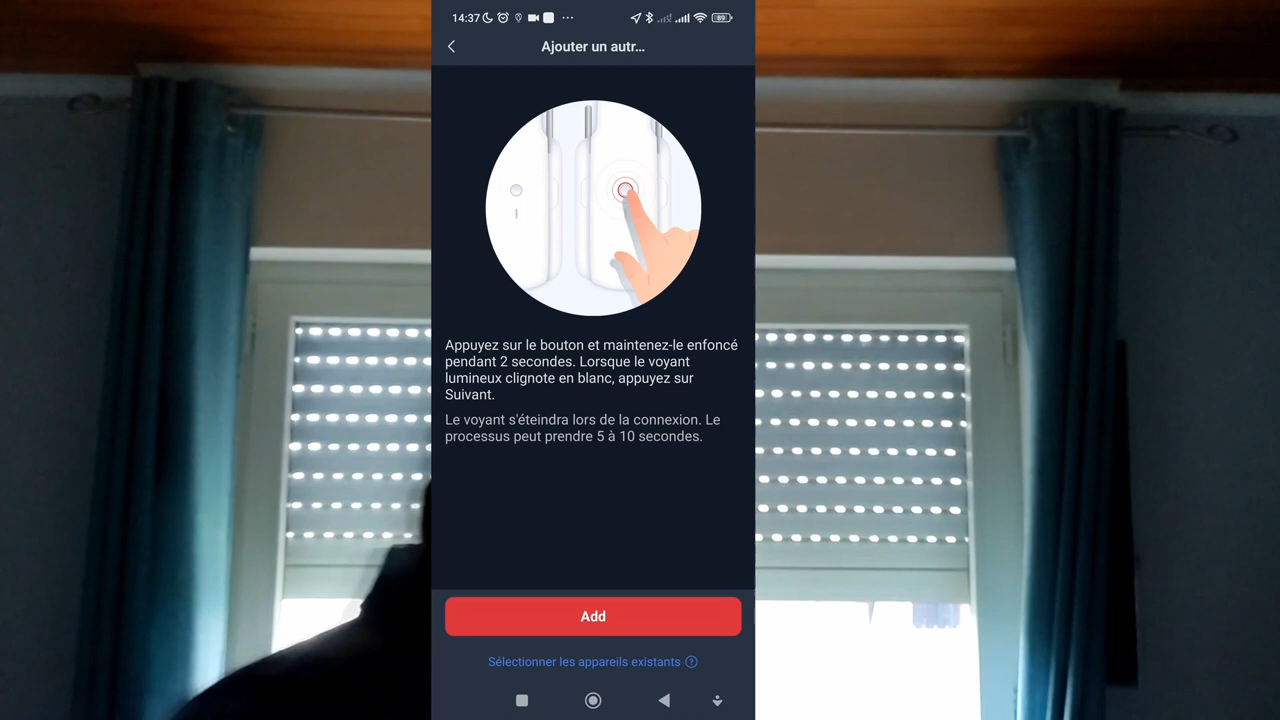 14:37
89
Ajouter un autr...
Appuyez sur le bouton et maintenez-le enfoncé
pendant 2 secondes. Lorsque le voyant
lumineux clignote en blanc, appuyez sur
Suivant.
Le voyant s'éteindra lors de la connexion. Le
processus peut prendre 5 à 10 secondes.
Add
Sélectionner les appareils existants ?